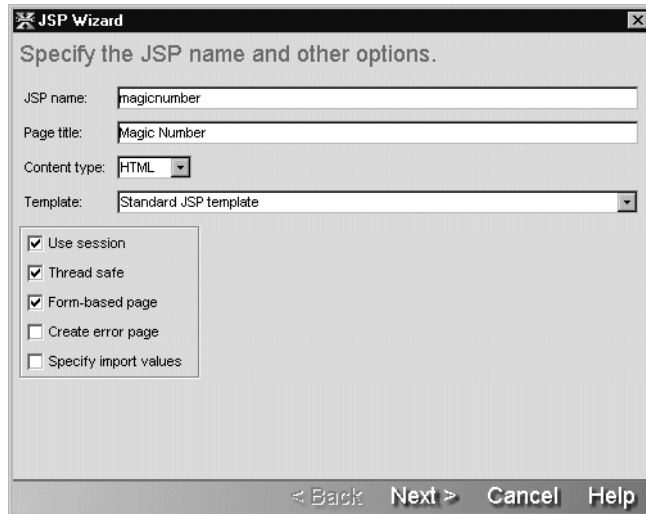 JSP Wizard
Specify the JSP name and other options.
JSP name: magicnumber
Page title: Magic Number
Content type: HTML
Template: Standard JSP template
Use session
Thread safe
Form-based page
Create error page
Specify import values
< Back Next > Cancel Help